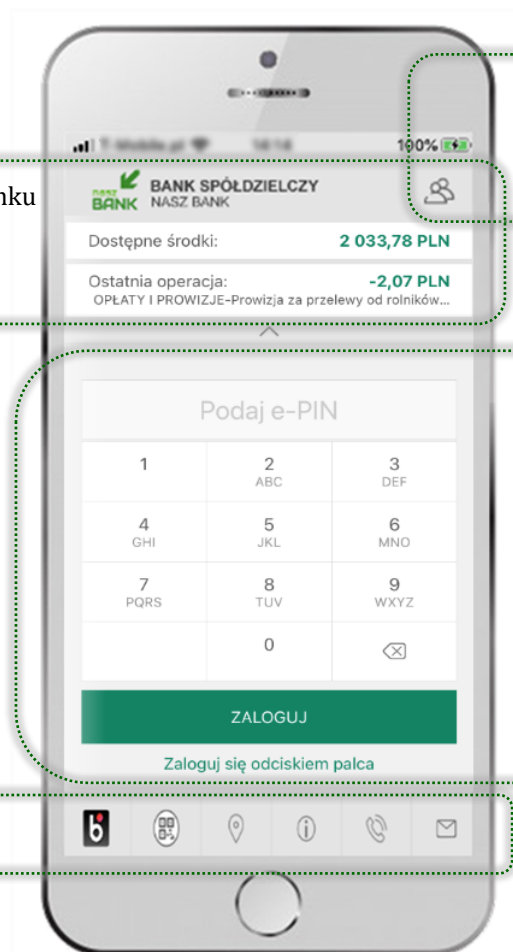 100%
nku
nasz BANK
BANK SPÓŁDZIELCZY
NASZ BANK
Dostępne środki: 2 033,78 PLN
Ostatnia operacja: -2,07 PLN
OPŁATY I PROWIZJE-Prowizja za przelewy od rolników...
Podaj e-PIN
1 2 3
ABC DEF
4 5 6
GHI JKL MNO
7 8 9
PQRS TUV WXYZ
0
ZALOGUJ
Zaloguj się odciskiem palca